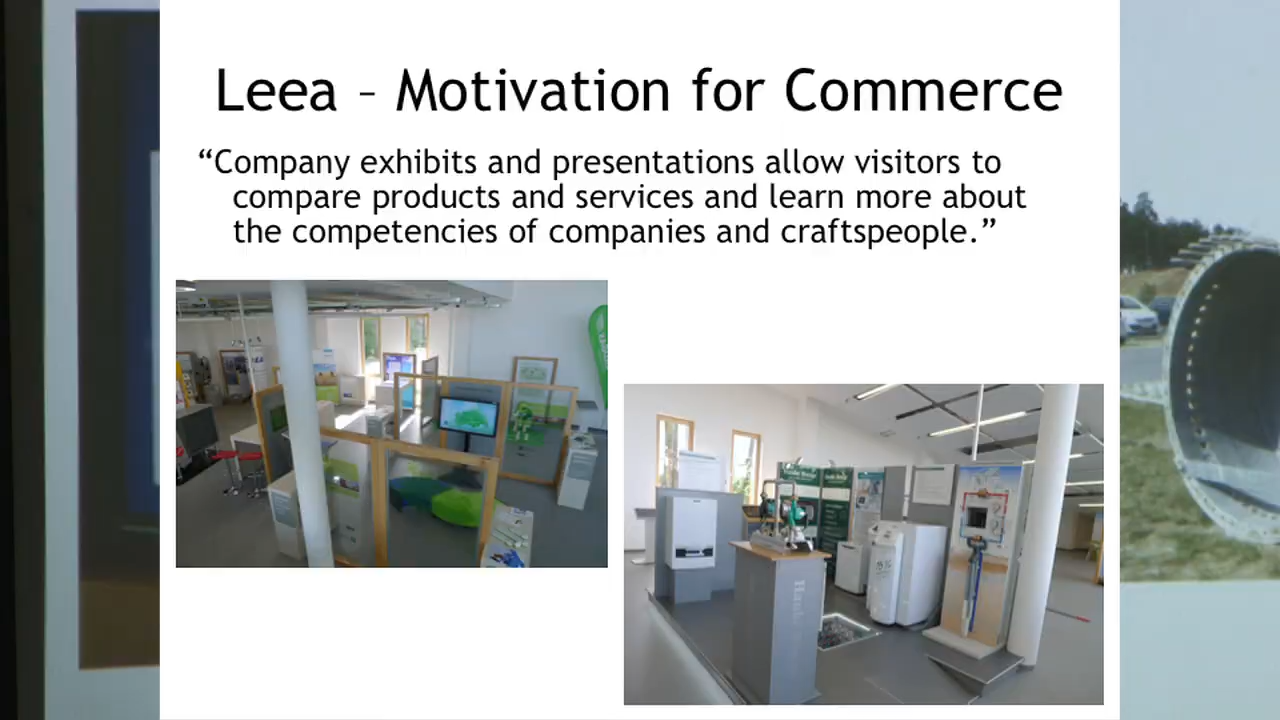 Leea – Motivation for Commerce
“Company exhibits and presentations allow visitors to
compare products and services and learn more about
the competencies of companies and craftspeople.”